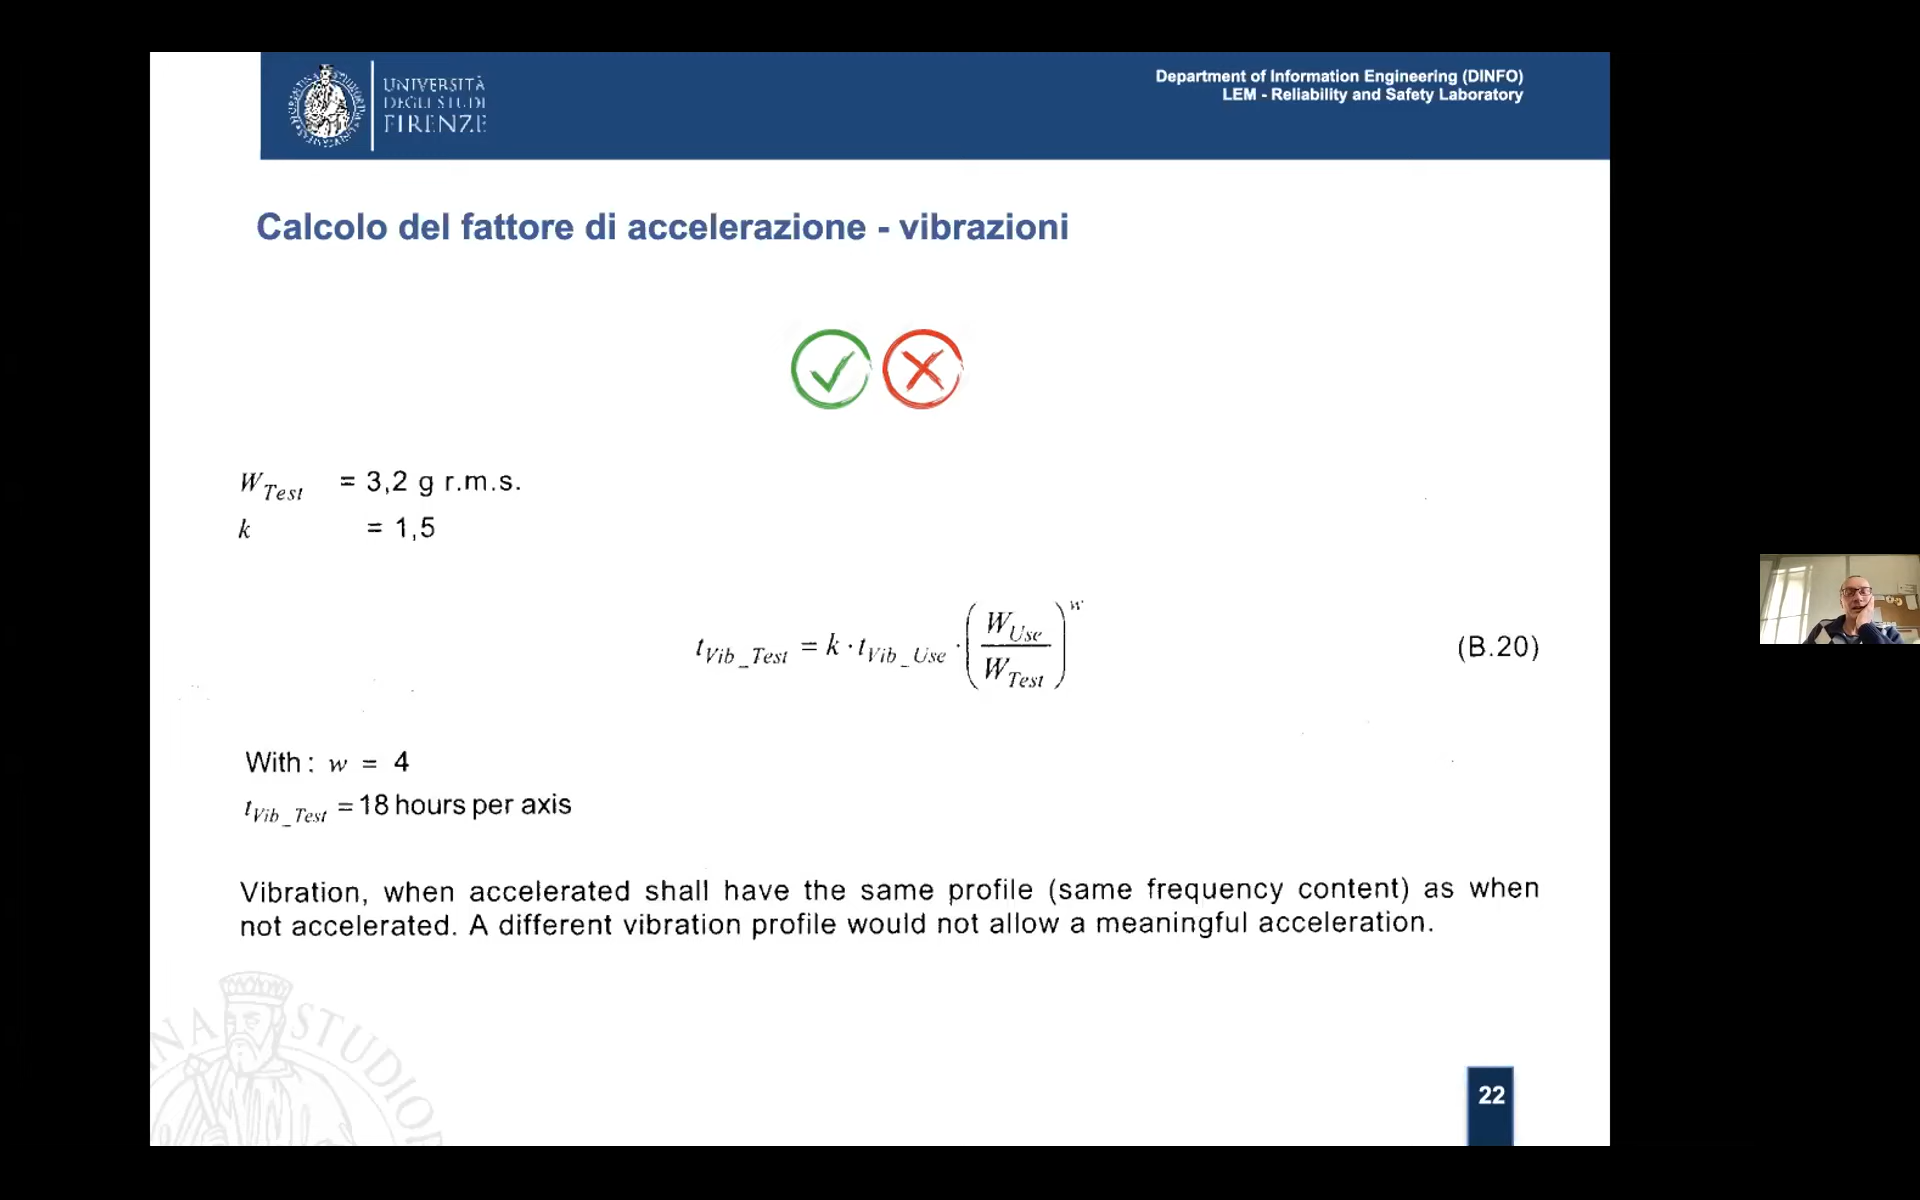 UNIVERSITÀ
DEGLI STUDI
FIRENZE
Department of Information Engineering (DINFO)
LEM - Reliability and Safety Laboratory
Calcolo del fattore di accelerazione - vibrazioni
W_Test = 3,2 g r.m.s.
k = 1,5
t_Vib_Test = k · t_Vib_Use · (W_Use / W_Test)^w (B.20)
With: w = 4
t_Vib_Test = 18 hours per axis
Vibration, when accelerated shall have the same profile (same frequency content) as when
not accelerated. A different vibration profile would not allow a meaningful acceleration.
NA STUDIO
22